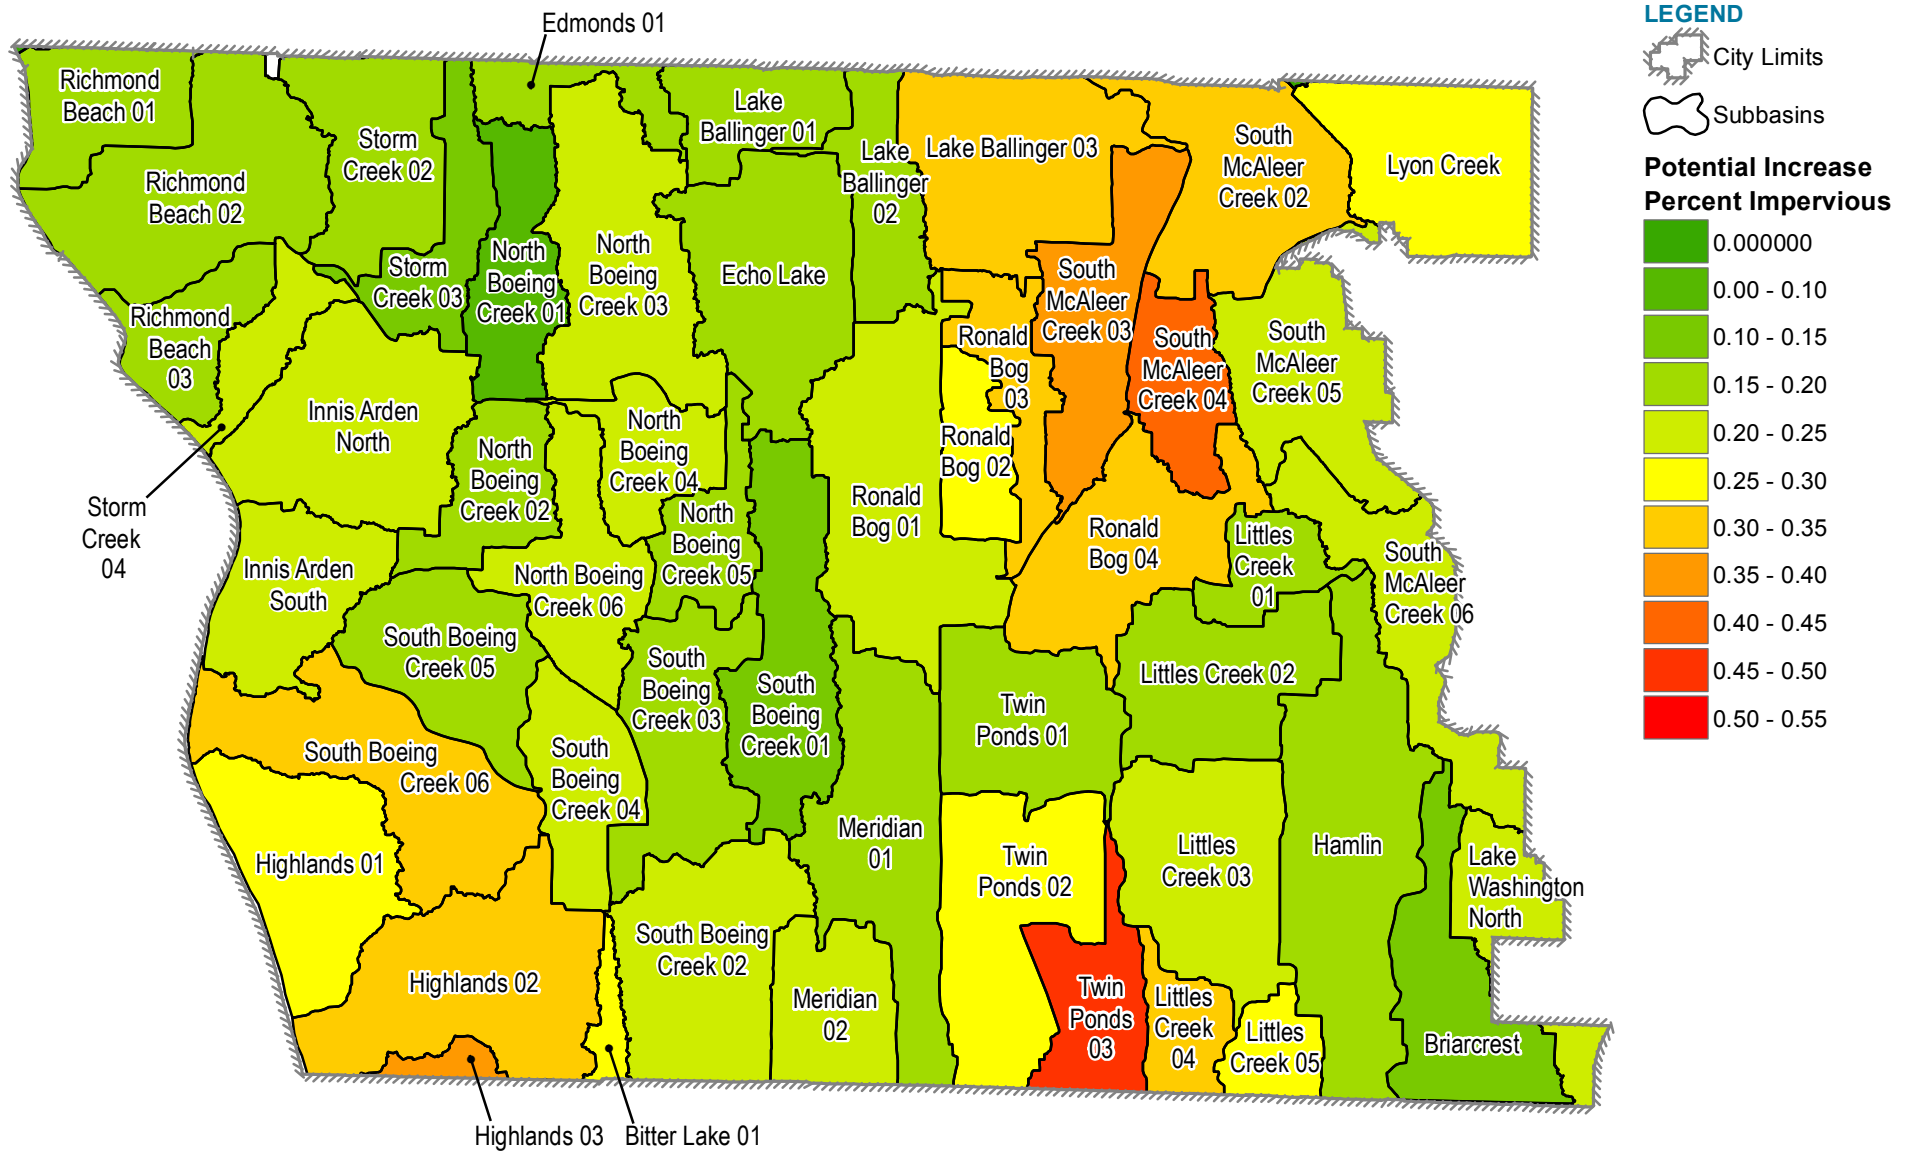 Edmonds 01
Richmond
Beach 01
Storm
Creek 02
Richmond
Beach 02
Lake
Ballinger 01
Lake
Ballinger
02
Lake Ballinger 03
South
McAleer
Creek 02
Lyon Creek
Storm
Creek 03
North
Boeing
Creek 01
North
Boeing
Creek 03
Echo Lake
South
McAleer
Creek 03
Richmond
Beach
03
Ronald
Bog
03
South
McAleer
Creek 04
South
McAleer
Creek 05
Innis Arden
North
North
Boeing
Creek 02
North
Boeing
Creek 04
Ronald
Bog 02
Storm
Creek
04
North
Boeing
Creek 05
Ronald
Bog 01
Ronald
Bog 04
Littles
Creek
01
South
McAleer
Creek 06
Innis Arden
South
North Boeing
Creek 06
South Boeing
Creek 05
South
Boeing
Creek 03
South
Boeing
Creek 01
Twin
Ponds 01
Littles Creek 02
South Boeing
Creek 06
South
Boeing
Creek 04
Highlands 01
Meridian
01
Twin
Ponds 02
Littles
Creek 03
Hamlin
Lake
Washington
North
Highlands 02
South Boeing
Creek 02
Meridian
02
Twin
Ponds
03
Littles
Creek
04
Littles
Creek 05
Briarcrest
Highlands 03
Bitter Lake 01
LEGEND
City Limits
Subbasins
Potential Increase
Percent Impervious
0.000000
0.00 - 0.10
0.10 - 0.15
0.15 - 0.20
0.20 - 0.25
0.25 - 0.30
0.30 - 0.35
0.35 - 0.40
0.40 - 0.45
0.45 - 0.50
0.50 - 0.55